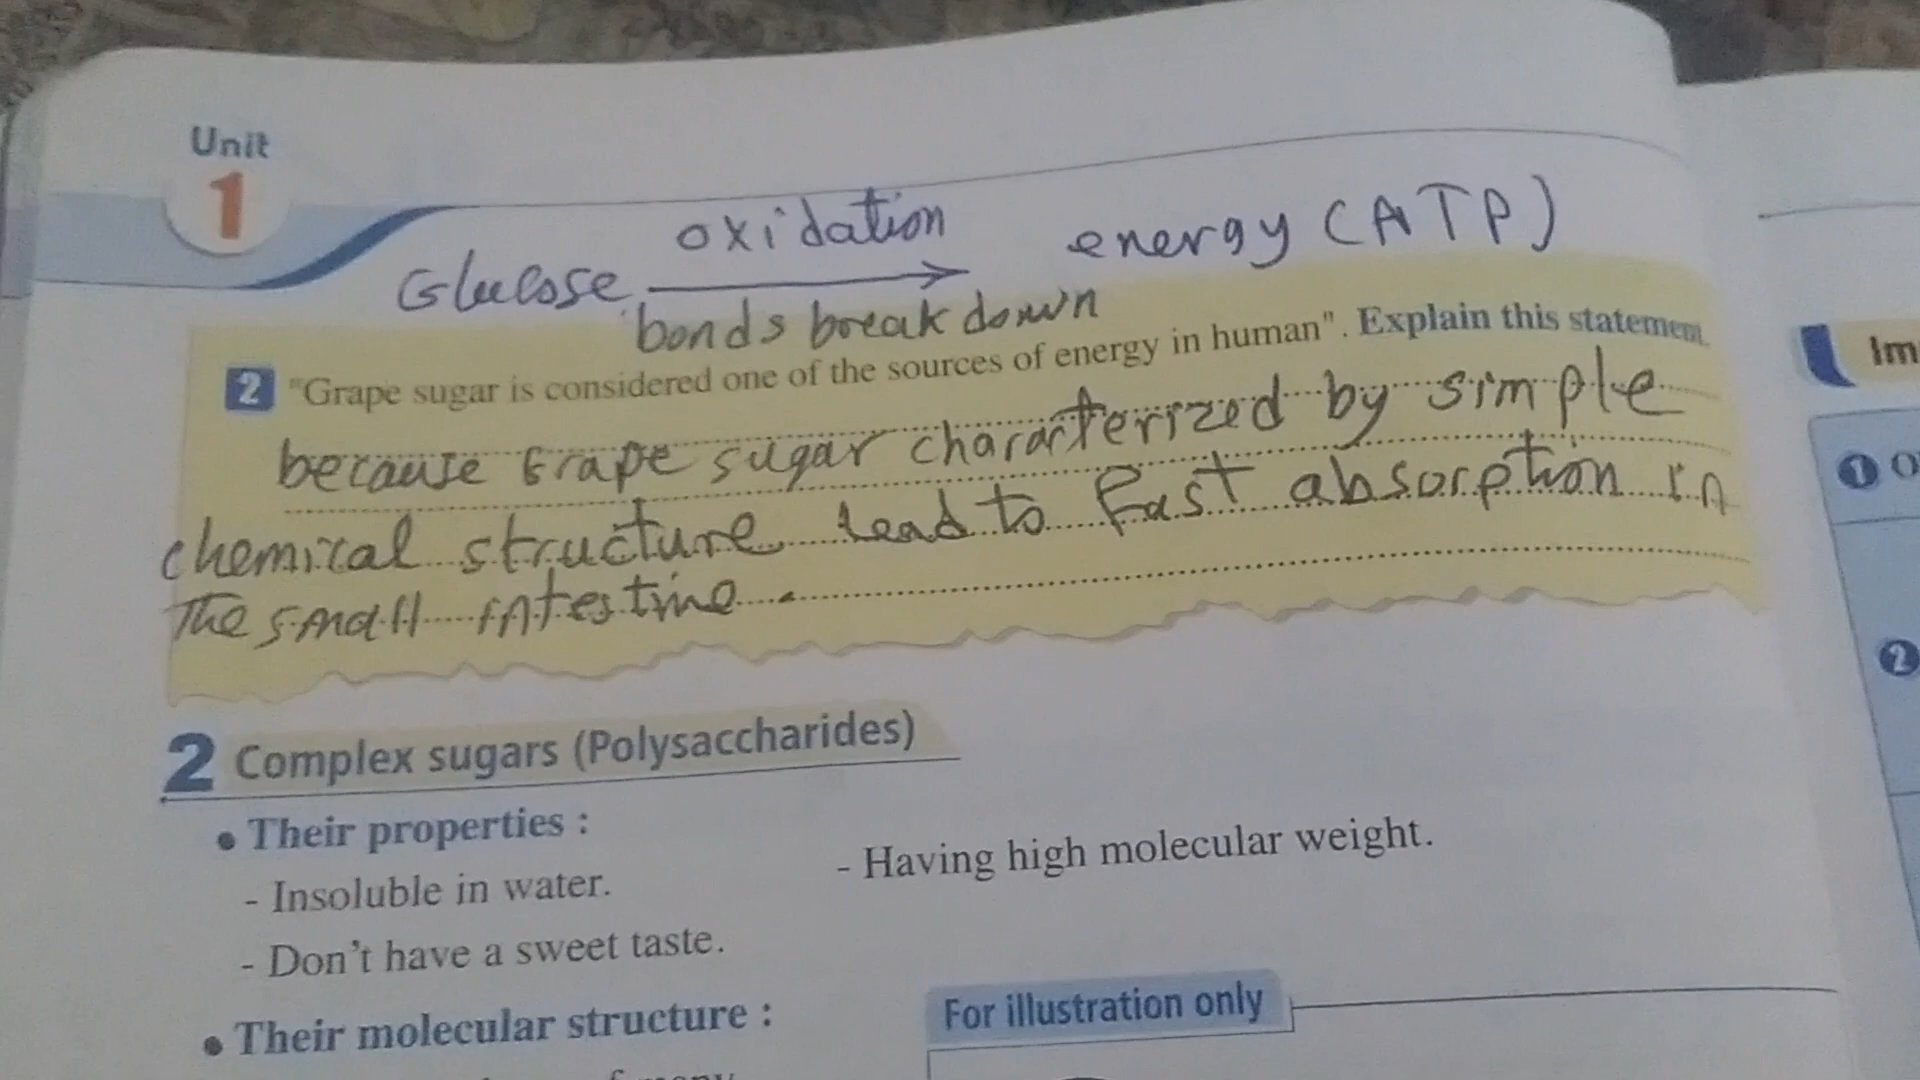 Unit
1
oxidation
Glucose energy (ATP)
bonds break down
2 "Grape sugar is considered one of the sources of energy in human". Explain this statement.
because Grape sugar characterized by simple
chemical structure lead to fast absorption in
The small intestine.
2 Complex sugars (Polysaccharides)
• Their properties :
- Insoluble in water.
- Having high molecular weight.
- Don't have a sweet taste.
• Their molecular structure :
For illustration only
Im
1
2